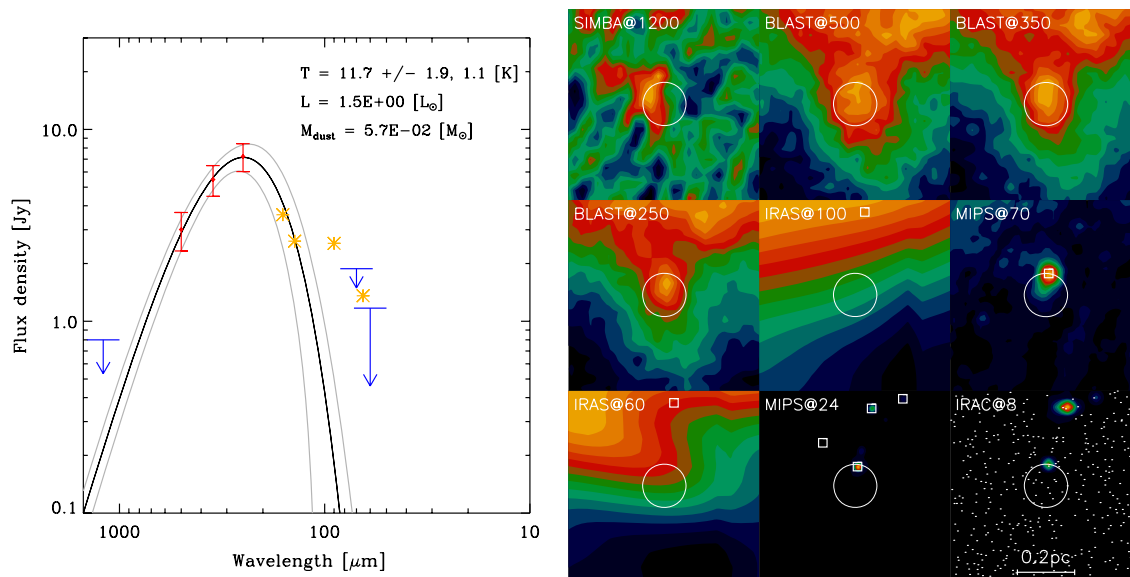 T = 11.7 +/- 1.9, 1.1 [K]
L = 1.5E+00 [L⊙]
M_dust = 5.7E-02 [M⊙]
Flux density [Jy]
10.0
1.0
0.1
1000
100
10
Wavelength [μm]
SIMBA@1200
BLAST@500
BLAST@350
BLAST@250
IRAS@100
MIPS@70
IRAS@60
MIPS@24
IRAC@8
0.2pc